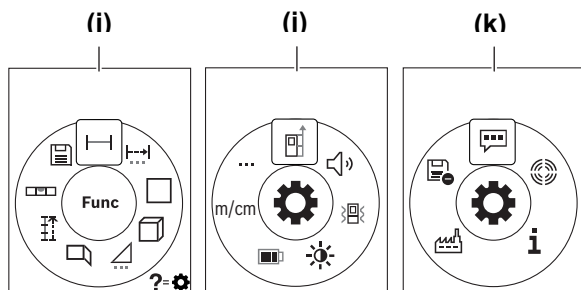 (i) (j) (k)
Func
m/cm
...
?=
i